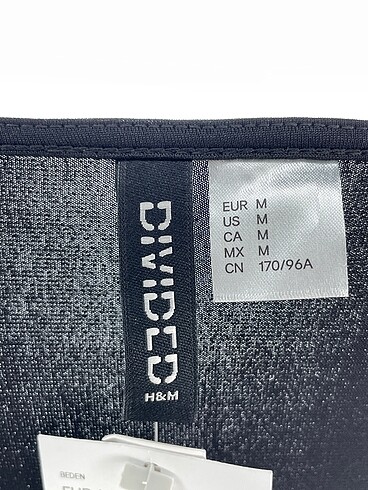 DIVIDED
H&M
EUR M
US M
CA M
MX M
CN 170/96A
BEDEN